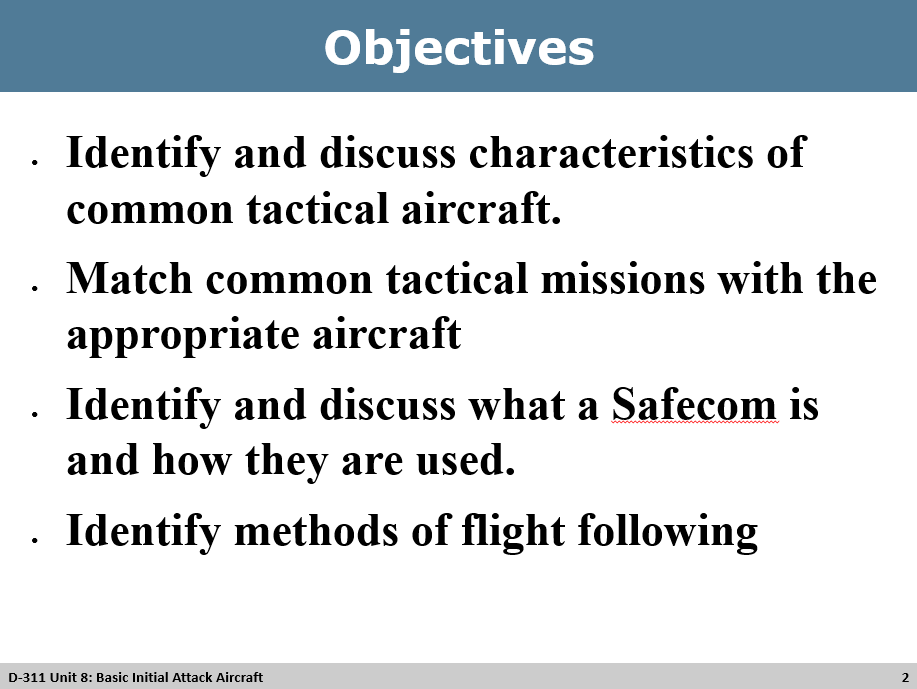 Objectives
• Identify and discuss characteristics of
common tactical aircraft.
• Match common tactical missions with the
appropriate aircraft
• Identify and discuss what a Safecom is
and how they are used.
• Identify methods of flight following
D-311 Unit 8: Basic Initial Attack Aircraft 2